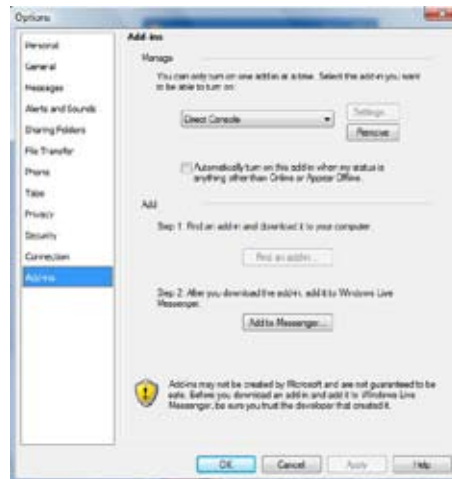 Options
Personal
General
Messages
Alerts and Sounds
Sharing Folders
File Transfer
Phone
Tabs
Privacy
Security
Connection
Add-ins
Add-ins
Manage
You can only turn on one add-in at a time. Select the add-in you want
to be able to turn on:
Direct Console
Settings...
Remove
Automatically turn on this add-in when my status is
anything other than Online or Appear Offline.
Add
Step 1. Find an add-in and download it to your computer.
Find an add-in...
Step 2. After you download the add-in, add it to Windows Live
Messenger.
Add to Messenger...
Add-ins may not be created by Microsoft and are not guaranteed to be
safe. Before you download an add-in and add it to Windows Live
Messenger, be sure you trust the developer that created it.
OK
Cancel
Apply
Help